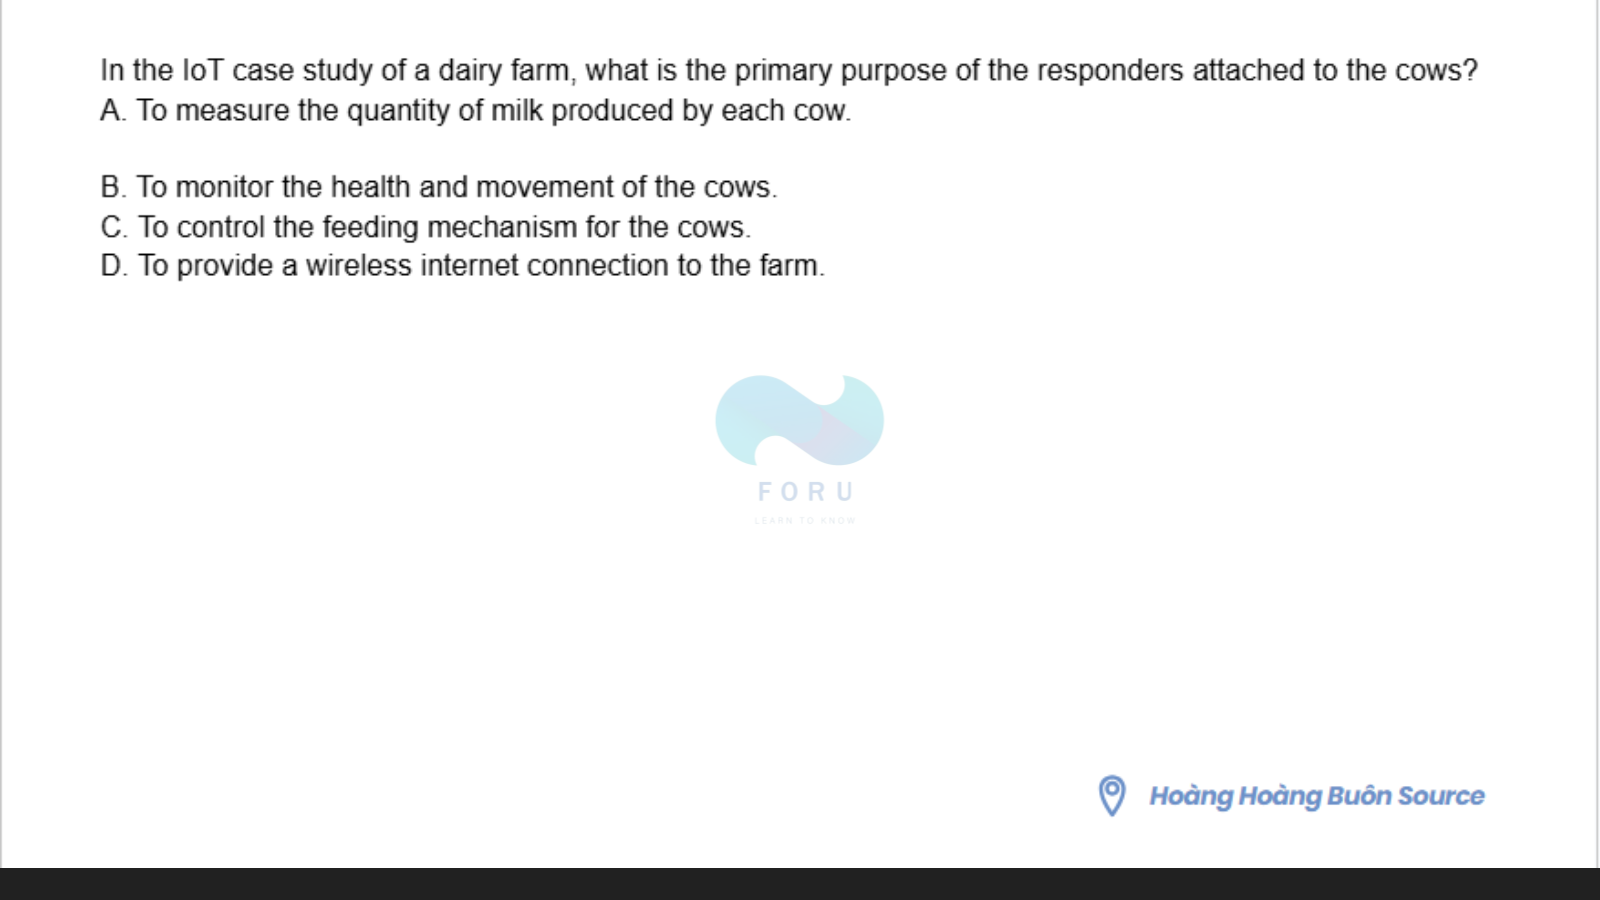 In the IoT case study of a dairy farm, what is the primary purpose of the responders attached to the cows?
A. To measure the quantity of milk produced by each cow.
B. To monitor the health and movement of the cows.
C. To control the feeding mechanism for the cows.
D. To provide a wireless internet connection to the farm.
FORU
LEARN TO KNOW
Hoàng Hoàng Buôn Source